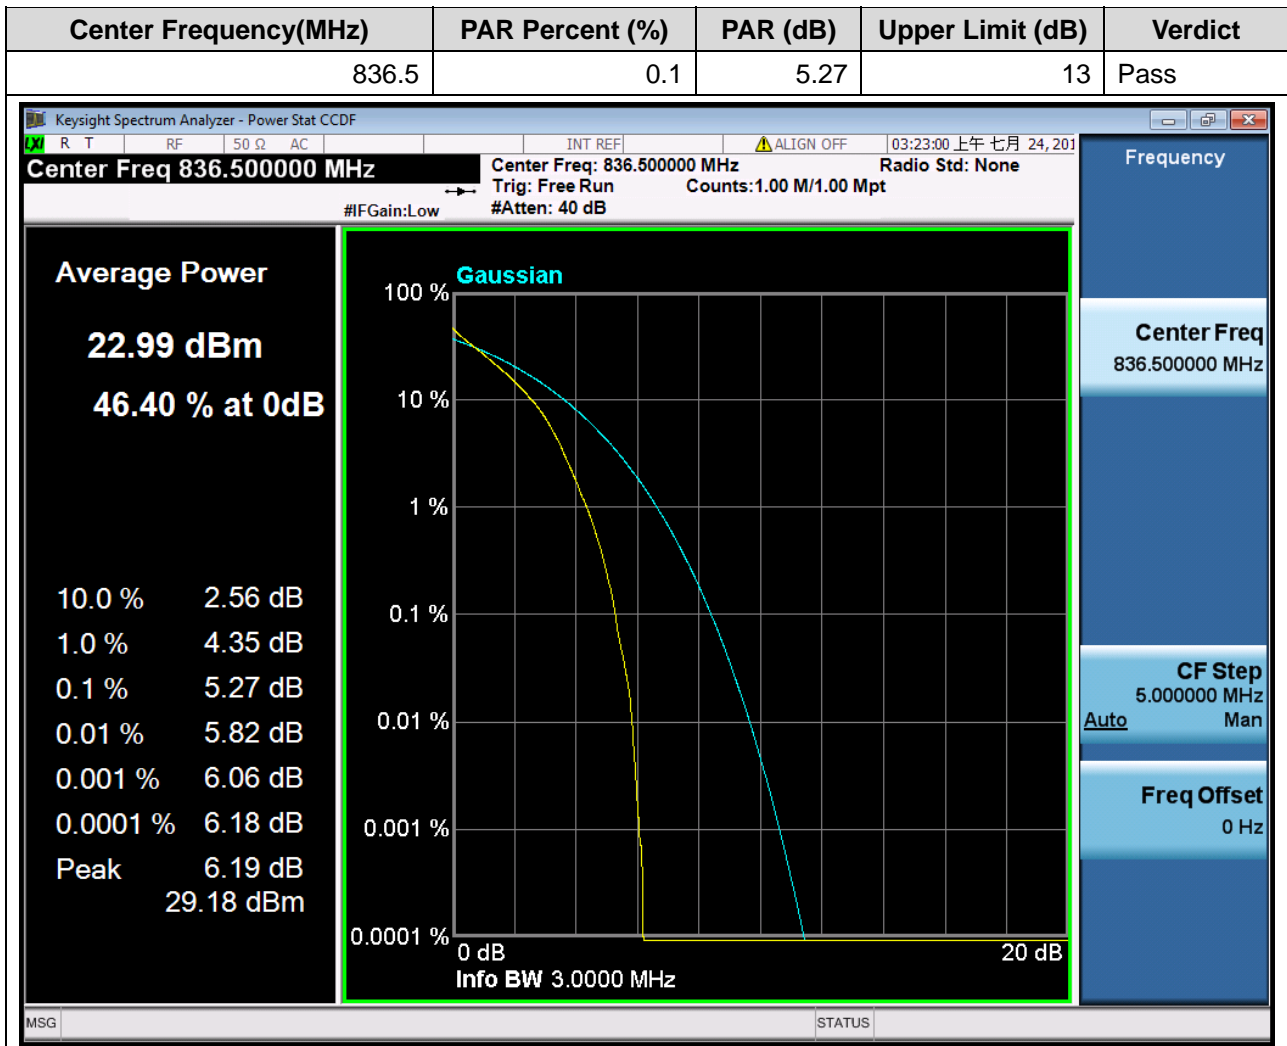 Center Frequency(MHz) PAR Percent (%) PAR (dB) Upper Limit (dB) Verdict
836.5 0.1 5.27 13 Pass
Keysight Spectrum Analyzer - Power Stat CCDF
LXI R T RF 50 Ω AC INT REF ALIGN OFF 03:23:00 上午 七月 24, 201
Center Freq 836.500000 MHz
Center Freq: 836.500000 MHz Radio Std: None
Trig: Free Run Counts:1.00 M/1.00 Mpt
#IFGain:Low #Atten: 40 dB
Average Power
22.99 dBm
46.40 % at 0dB
10.0 % 2.56 dB
1.0 % 4.35 dB
0.1 % 5.27 dB
0.01 % 5.82 dB
0.001 % 6.06 dB
0.0001 % 6.18 dB
Peak 6.19 dB
29.18 dBm
Gaussian
100 %
10 %
1 %
0.1 %
0.01 %
0.001 %
0.0001 %
0 dB 20 dB
Info BW 3.0000 MHz
Frequency
Center Freq
836.500000 MHz
CF Step
5.000000 MHz
Auto Man
Freq Offset
0 Hz
MSG STATUS